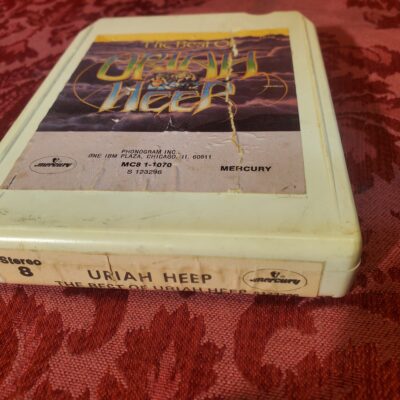 The Best Of
URIAH
HEEP
PHONOGRAM INC.,
ONE IBM PLAZA, CHICAGO, IL 60611
mercury
MC8 1-1070
MERCURY
S 123296
Stereo
8
URIAH HEEP
mercury
THE BEST OF URIAH HEEP